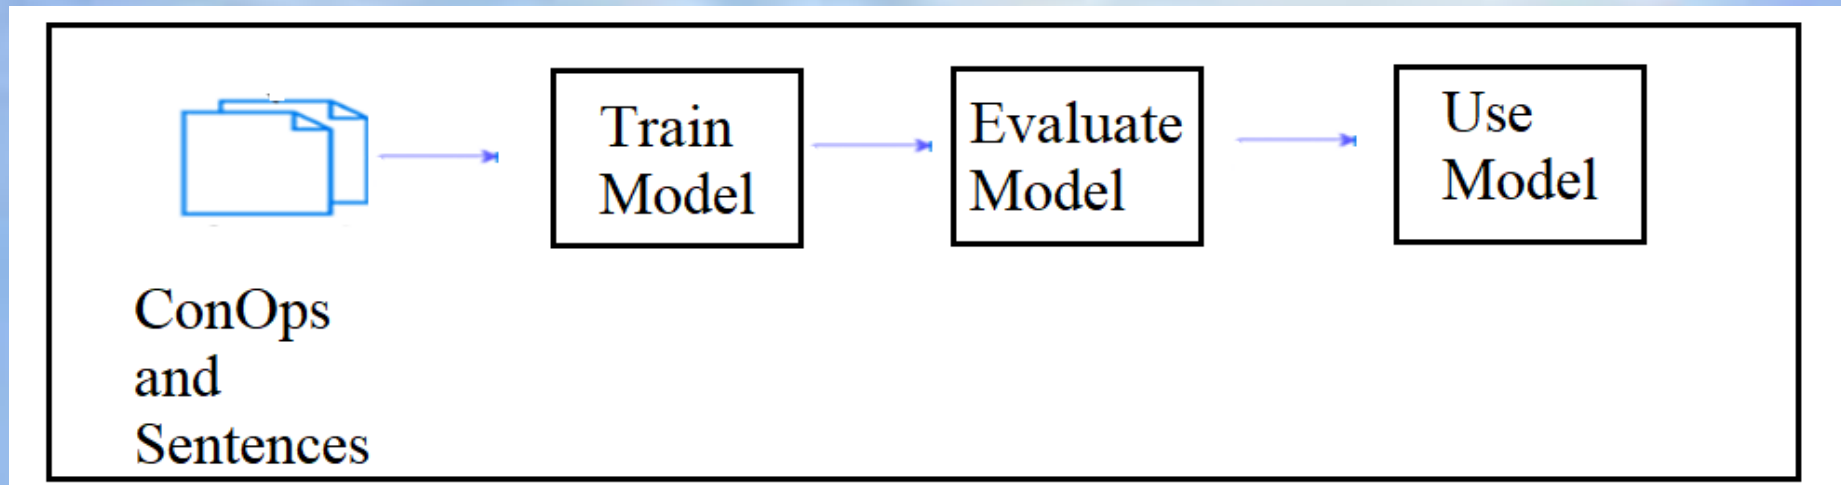 Train
Model
Evaluate
Model
Use
Model
ConOps
and
Sentences